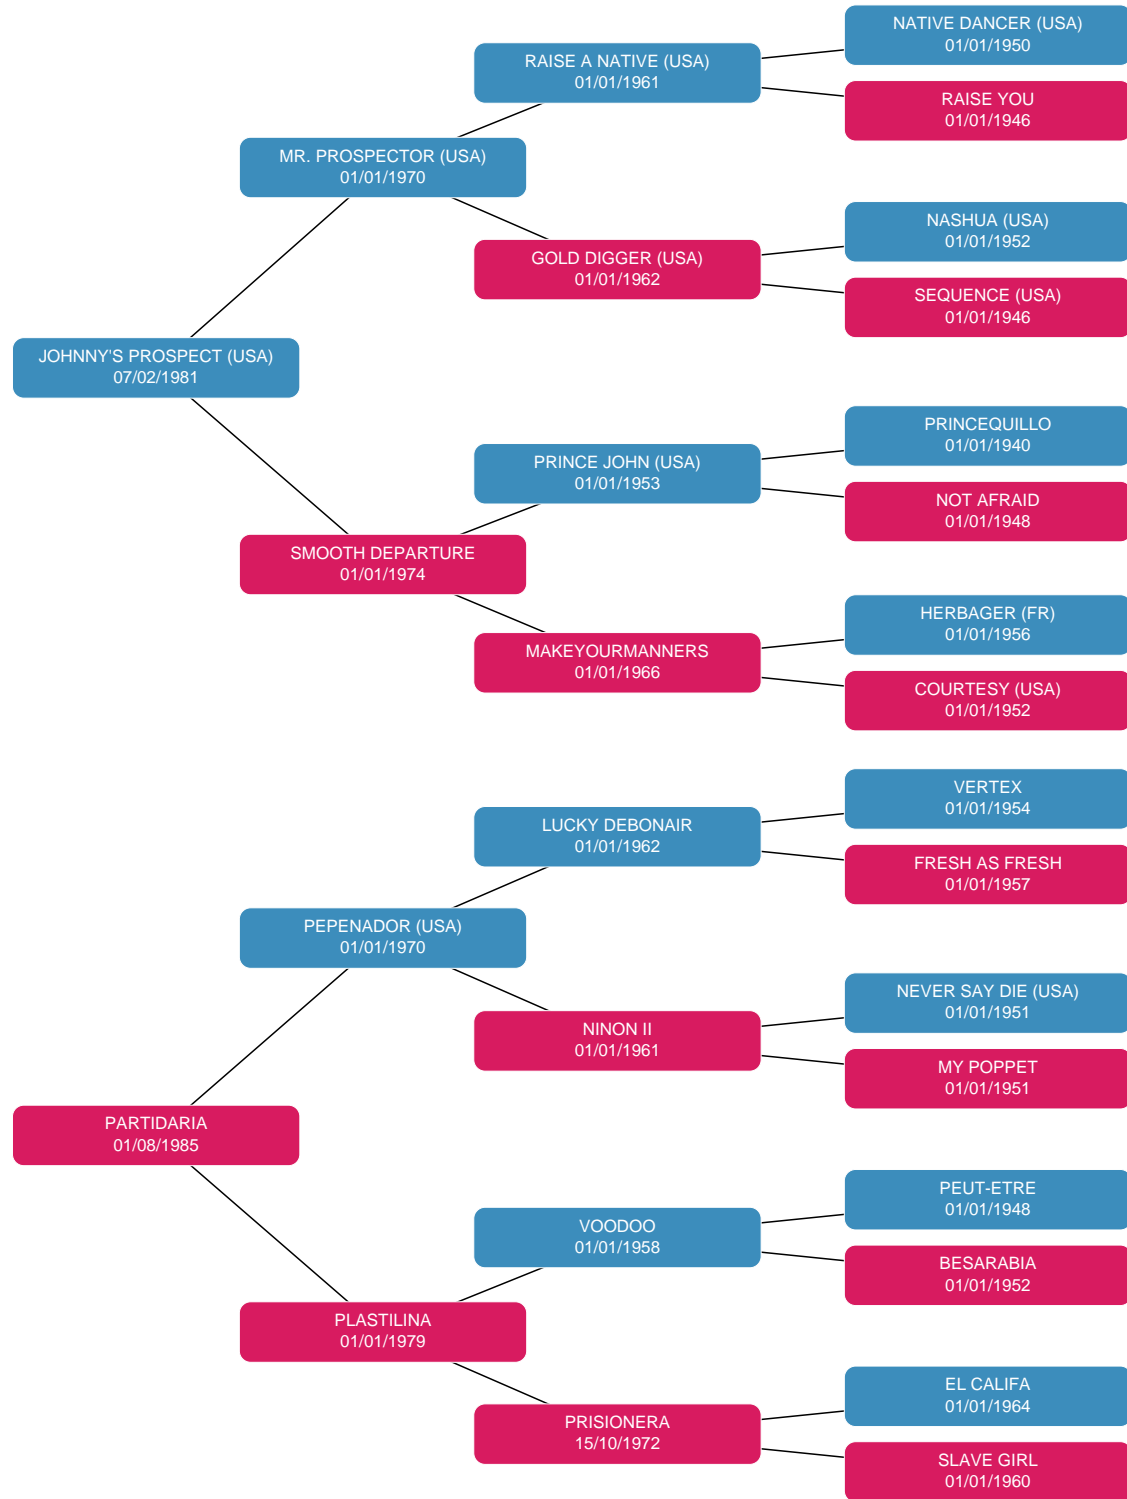 NATIVE DANCER (USA)
01/01/1950
RAISE A NATIVE (USA)
01/01/1961
RAISE YOU
01/01/1946
MR. PROSPECTOR (USA)
01/01/1970
NASHUA (USA)
01/01/1952
GOLD DIGGER (USA)
01/01/1962
SEQUENCE (USA)
01/01/1946
JOHNNY'S PROSPECT (USA)
07/02/1981
PRINCEQUILLO
01/01/1940
PRINCE JOHN (USA)
01/01/1953
NOT AFRAID
01/01/1948
SMOOTH DEPARTURE
01/01/1974
HERBAGER (FR)
01/01/1956
MAKEYOURMANNERS
01/01/1966
COURTESY (USA)
01/01/1952
VERTEX
01/01/1954
LUCKY DEBONAIR
01/01/1962
FRESH AS FRESH
01/01/1957
PEPENADOR (USA)
01/01/1970
NEVER SAY DIE (USA)
01/01/1951
NINON II
01/01/1961
MY POPPET
01/01/1951
PARTIDARIA
01/08/1985
PEUT-ETRE
01/01/1948
VOODOO
01/01/1958
BESARABIA
01/01/1952
PLASTILINA
01/01/1979
EL CALIFA
01/01/1964
PRISIONERA
15/10/1972
SLAVE GIRL
01/01/1960